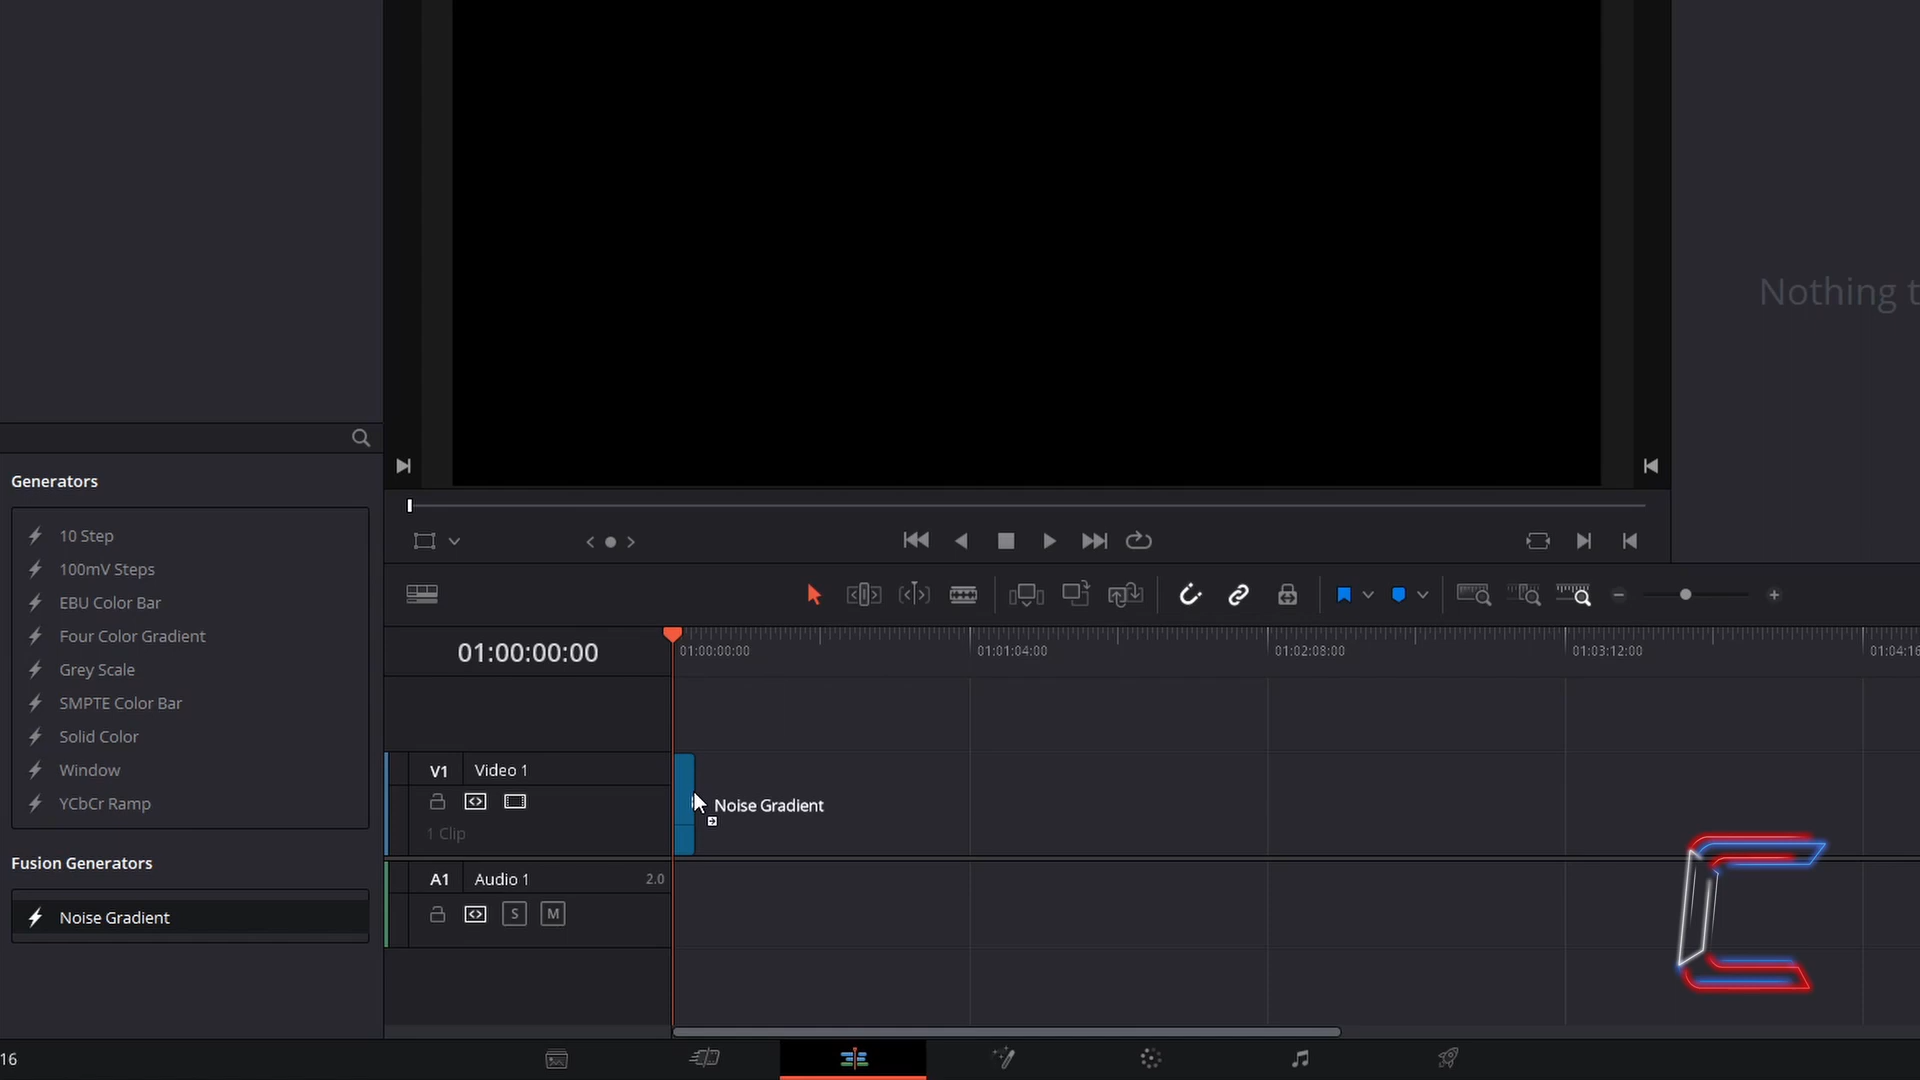 Nothing t
Generators
10 Step
100mV Steps
EBU Color Bar
Four Color Gradient
Grey Scale
SMPTE Color Bar
Solid Color
Window
YCbCr Ramp
Fusion Generators
Noise Gradient
01:00:00:00
01:00:00:00
01:01:04:00
01:02:08:00
01:03:12:00
01:04:16
V1 Video 1
1 Clip
Noise Gradient
A1 Audio 1 2.0
S M
16